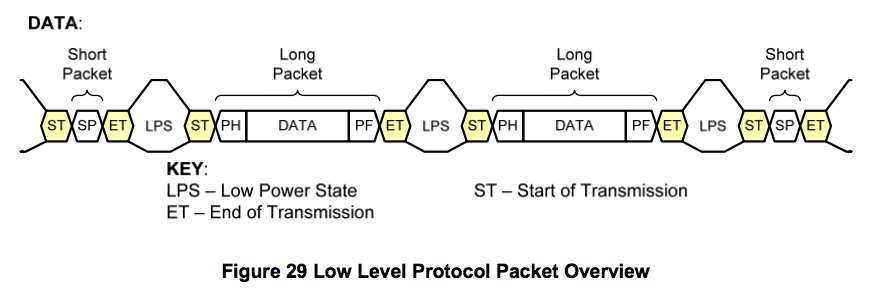 DATA:
Short Packet
Long Packet
Long Packet
Short Packet
ST SP ET LPS ST PH DATA PF ET LPS ST PH DATA PF ET LPS ST SP ET
KEY:
LPS – Low Power State
ST – Start of Transmission
ET – End of Transmission
Figure 29 Low Level Protocol Packet Overview